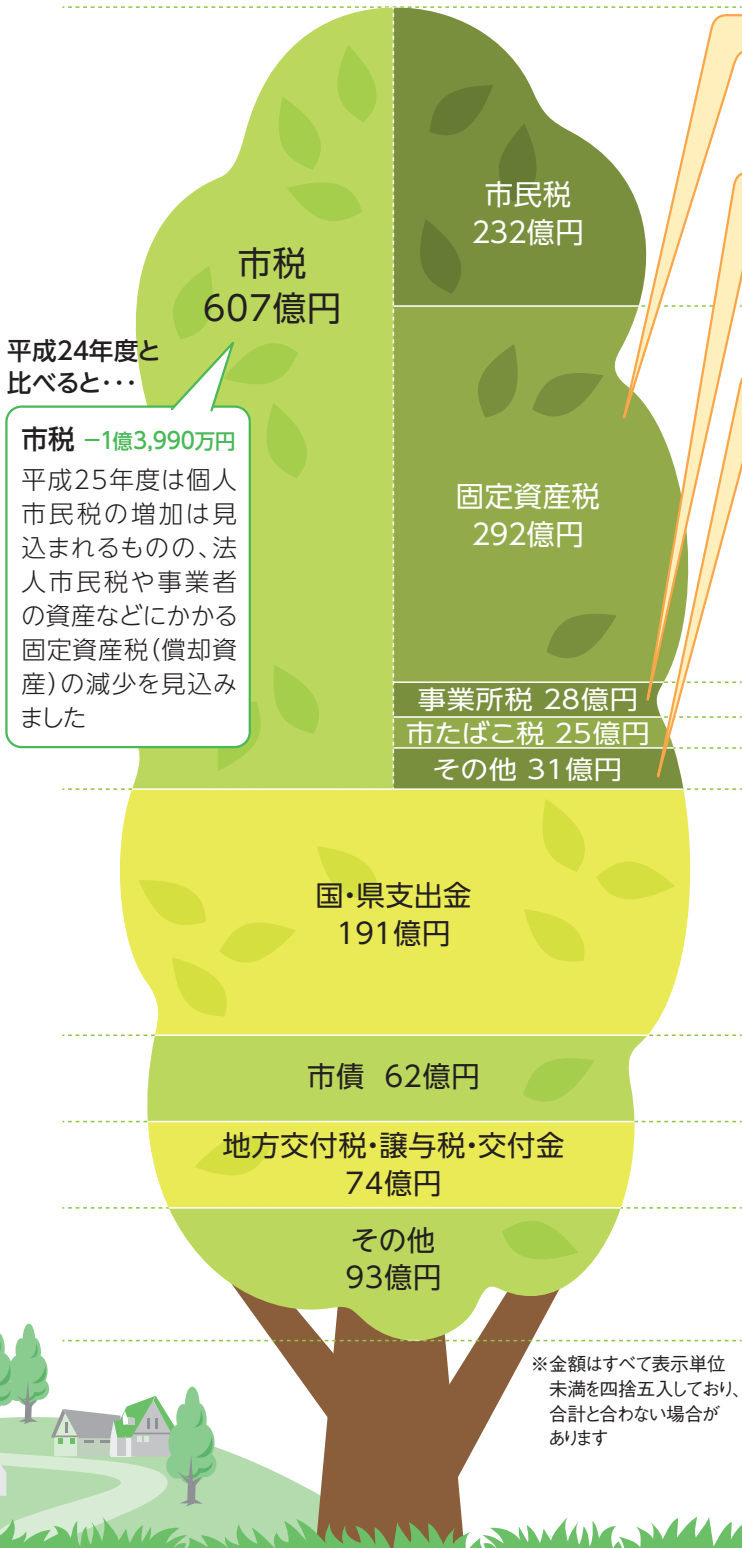 市民税
232億円
市税
607億円
平成24年度と
比べると・・・
市税 −1億3,990万円
平成25年度は個人
市民税の増加は見
込まれるものの、法
人市民税や事業者
の資産などにかかる
固定資産税(償却資
産)の減少を見込み
ました
固定資産税
292億円
事業所税 28億円
市たばこ税 25億円
その他 31億円
国・県支出金
191億円
市債 62億円
地方交付税・譲与税・交付金
74億円
その他
93億円
※金額はすべて表示単位
未満を四捨五入しており、
合計と合わない場合が
あります